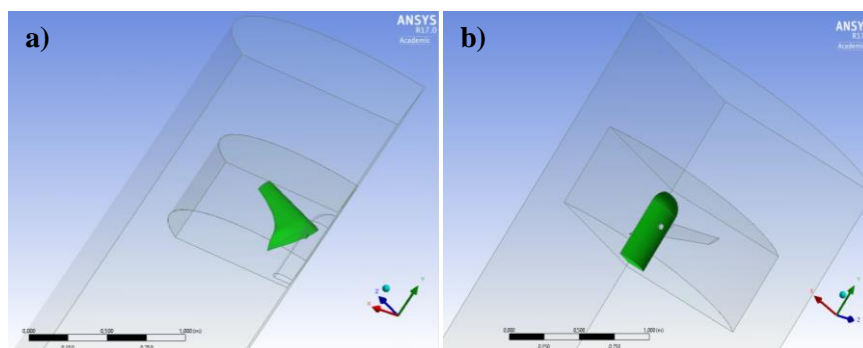 a)
ANSYS
R17.0
Academic
X
Y
Z
0,000
0,500
1,000 (m)
0,250
0,750
b)
ANSYS
R17
Academic
X
Y
Z
0,000
0,500
1,000 (m)
0,250
0,750